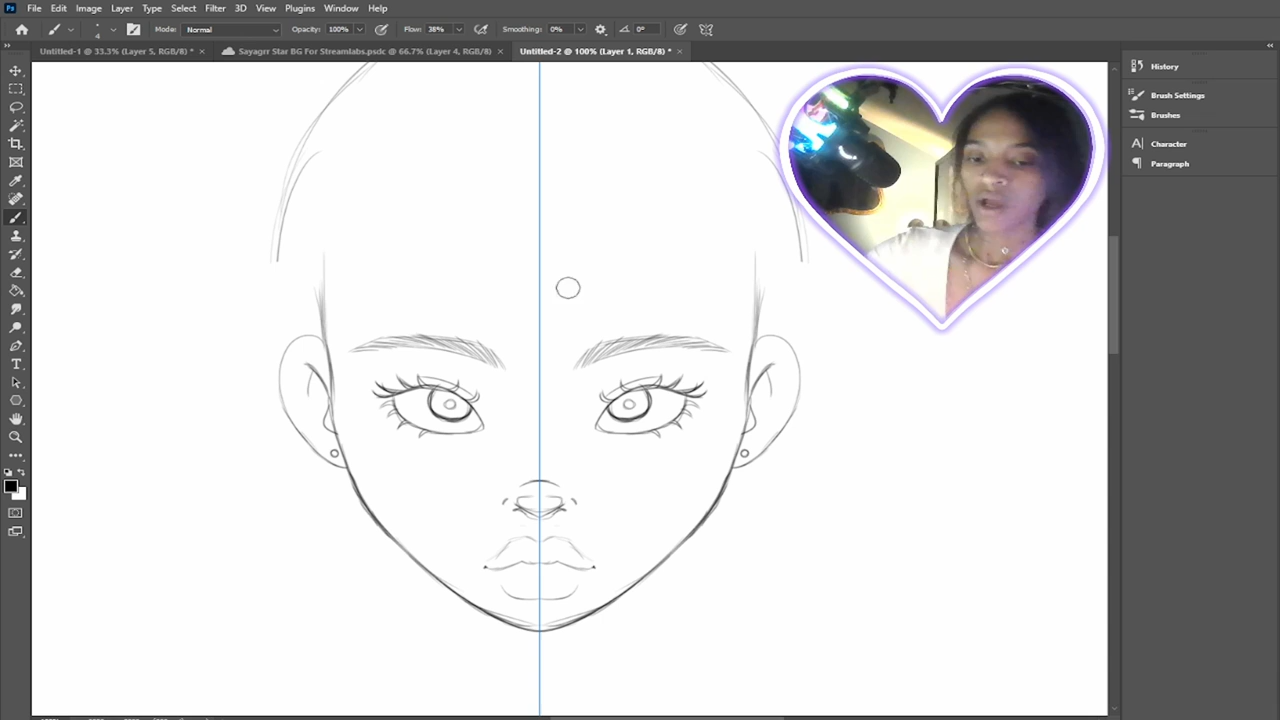 Ps File Edit Image Layer Type Select Filter 3D View Plugins Window Help
4 Mode: Normal Opacity: 100% Flow: 38% Smoothing: 0% 0°
Untitled-1 @ 33.3% (Layer 5, RGB/8) * × Sayagrr Star BG For Streamlabs.psdc @ 66.7% (Layer 4, RGB/8) × Untitled-2 @ 100% (Layer 1, RGB/8) * ×
History
Brush Settings
Brushes
Character
Paragraph